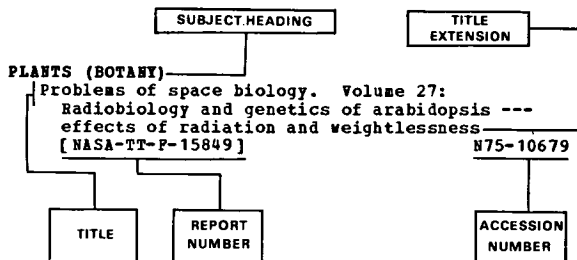 SUBJECT.HEADING
TITLE
EXTENSION
PLANTS (BOTANY)
Problems of space biology. Volume 27:
Radiobiology and genetics of arabidopsis ---
effects of radiation and weightlessness
[NASA-TT-F-15849] N75-10679
TITLE
REPORT
NUMBER
ACCESSION
NUMBER